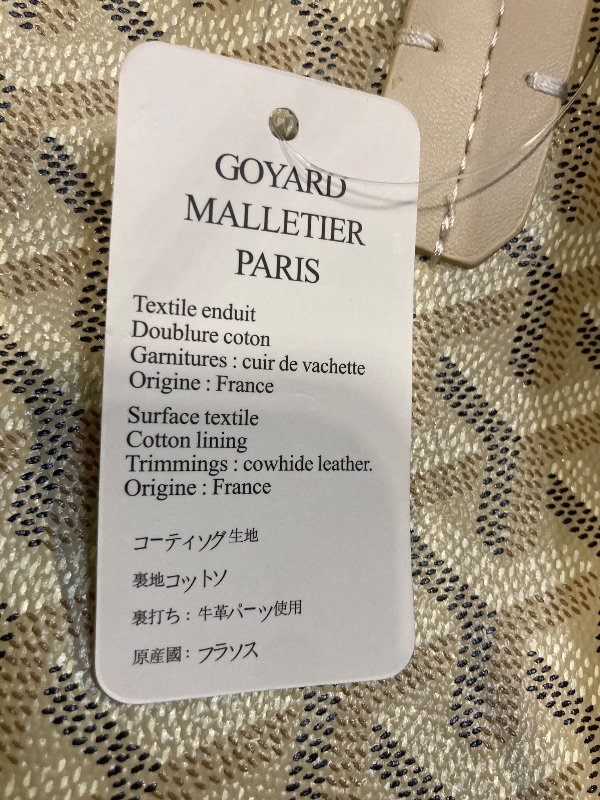 GOYARD
MALLETIER
PARIS
Textile enduit
Doublure coton
Garnitures : cuir de vachette
Origine : France
Surface textile
Cotton lining
Trimmings : cowhide leather.
Origine : France
コーティソグ生地
裏地コットソ
裏打ち：牛革パーツ使用
原産國：フラソス